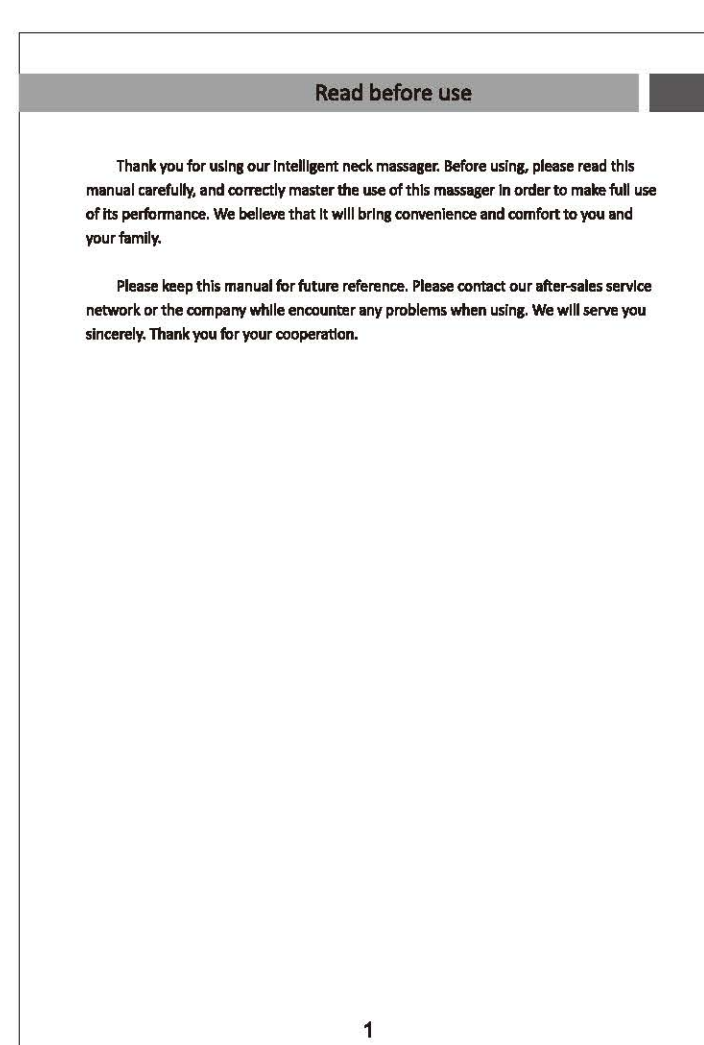 Read before use
Thank you for using our intelligent neck massager. Before using, please read this
manual carefully, and correctly master the use of this massager in order to make full use
of its performance. We believe that it will bring convenience and comfort to you and
your family.
Please keep this manual for future reference. Please contact our after-sales service
network or the company while encounter any problems when using. We will serve you
sincerely. Thank you for your cooperation.
1